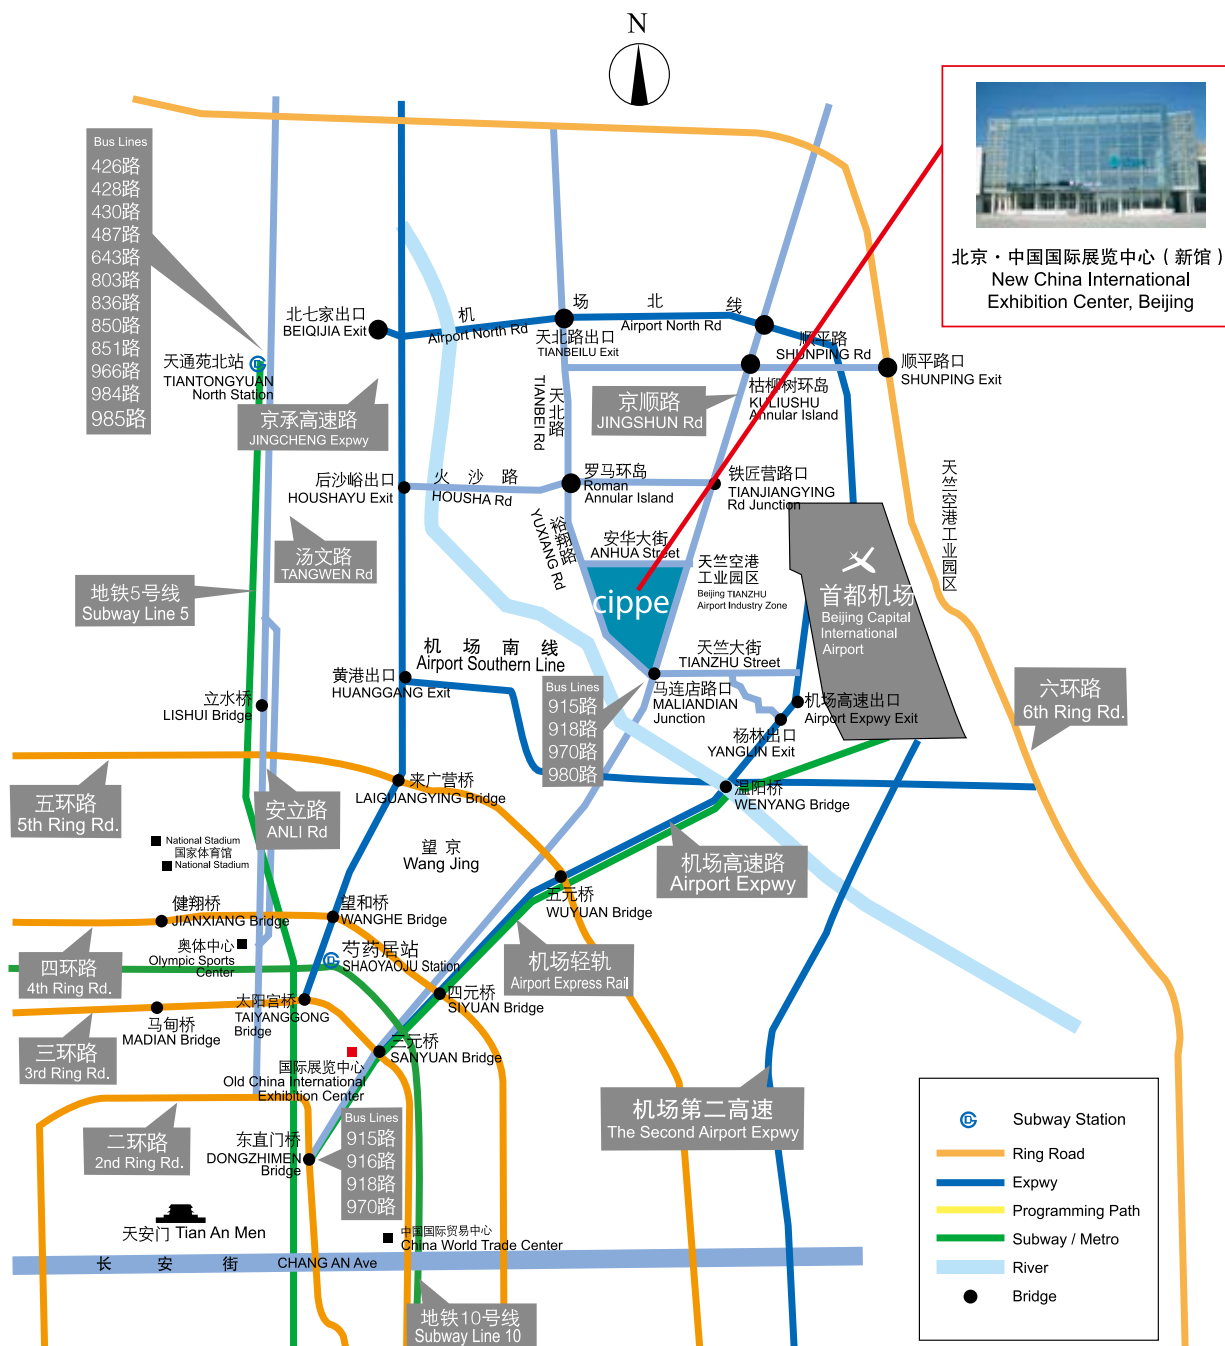 N
北京・中国国际展览中心（新馆）
New China International
Exhibition Center, Beijing
Bus Lines
426路
428路
430路
487路
643路
803路
836路
850路
851路
966路
984路
985路
天通苑北站
TIANTONGYUAN
North Station
北七家出口
BEIQIJIA Exit
机 场 北 线
Airport North Rd
Airport North Rd
天北路出口
TIANBEILU Exit
顺平路
SHUNPING Rd
顺平路口
SHUNPING Exit
枯柳树环岛
KULIUSHU
Annular Island
京顺路
JINGSHUN Rd
天北路
TIANBEI Rd
京承高速路
JINGCHENG Expwy
后沙峪出口
HOUSHAYU Exit
火 沙 路
HOUSHA Rd
罗马环岛
Roman
Annular Island
铁匠营路口
TIANJIANGYING
Rd Junction
天竺空港工业园区
裕翔路
YUXIANG Rd
安华大街
ANHUA Street
cippe
天竺空港
工业园区
Beijing TIANZHU
Airport Industry Zone
首都机场
Beijing Capital
International
Airport
汤文路
TANGWEN Rd
地铁5号线
Subway Line 5
机 场 南 线
Airport Southern Line
黄港出口
HUANGGANG Exit
天竺大街
TIANZHU Street
马连店路口
MALIANDIAN
Junction
Bus Lines
915路
918路
970路
980路
机场高速出口
Airport Expwy Exit
杨林出口
YANGLIN Exit
六环路
6th Ring Rd.
立水桥
LISHUI Bridge
温阳桥
WENYANG Bridge
来广营桥
LAIGUANGYING Bridge
五环路
5th Ring Rd.
安立路
ANLI Rd
National Stadium
国家体育馆
National Stadium
望 京
Wang Jing
机场高速路
Airport Expwy
五元桥
WUYUAN Bridge
健翔桥
JIANXIANG Bridge
望和桥
WANGHE Bridge
奥体中心
Olympic Sports
Center
芍药居站
SHAOYAOJU Station
机场轻轨
Airport Express Rail
四环路
4th Ring Rd.
四元桥
SIYUAN Bridge
太阳宫桥
TAIYANGGONG
Bridge
马甸桥
MADIAN Bridge
三环路
3rd Ring Rd.
三元桥
SANYUAN Bridge
国际展览中心
Old China International
Exhibition Center
机场第二高速
The Second Airport Expwy
二环路
2nd Ring Rd.
东直门桥
DONGZHIMEN
Bridge
Bus Lines
915路
916路
918路
970路
天安门 Tian An Men
中国国际贸易中心
China World Trade Center
长 安 街 CHANG AN Ave
地铁10号线
Subway Line 10
Subway Station
Ring Road
Expwy
Programming Path
Subway / Metro
River
Bridge